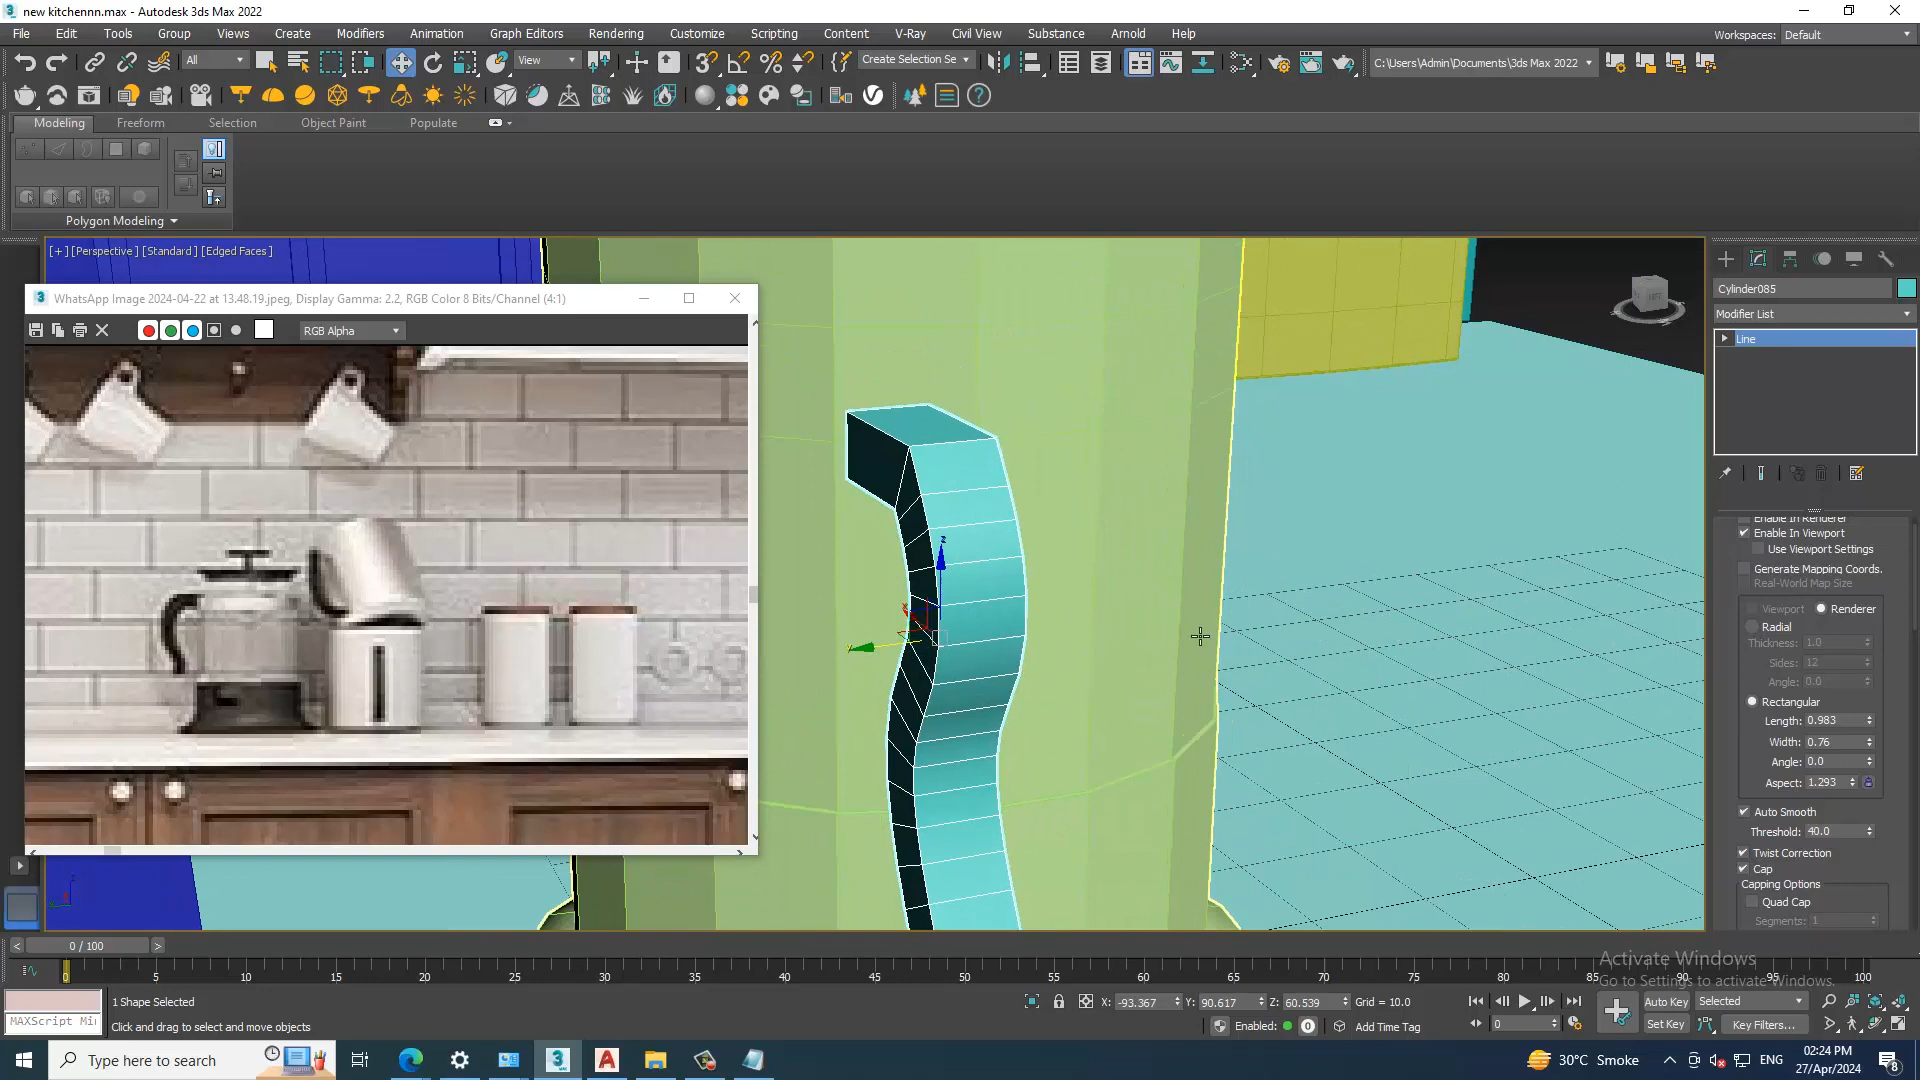 new kitchennn.max - Autodesk 3ds Max 2022
File Edit Tools Group Views Create Modifiers Animation Graph Editors Rendering Customize Scripting Content V-Ray Civil View Substance Arnold Help
Workspaces: Default
All
View
Create Selection Se
C:\Users\Admin\Documents\3ds Max 2022
Modeling Freeform Selection Object Paint Populate
Polygon Modeling
[+] [Perspective] [Standard] [Edged Faces]
WhatsApp Image 2024-04-22 at 13.48.19.jpeg, Display Gamma: 2.2, RGB Color 8 Bits/Channel (4:1)
RGB Alpha
Cylinder085
Modifier List
Line
Enable In Renderer
Enable In Viewport
Use Viewport Settings
Generate Mapping Coords.
Real-World Map Size
Viewport Renderer
Radial
Thickness: 1.0
Sides: 12
Angle: 0.0
Rectangular
Length: 0.983
Width: 0.76
Angle: 0.0
Aspect: 1.293
Auto Smooth
Threshold: 40.0
Twist Correction
Cap
Capping Options
Quad Cap
Segments: 1
z
x
y
LEFT
0 / 100
0 5 10 15 20 25 30 35 40 45 50 55 60 65 70 75 80 85 90 95 100
Activate Windows
Go to Settings to activate Windows.
1 Shape Selected
Click and drag to select and move objects
MAXScript Mi
X: -93.367 Y: 90.617 Z: 60.539 Grid = 10.0
Enabled: 0 Add Time Tag
0
Auto Key Selected
Set Key Key Filters...
Type here to search
30°C Smoke
ENG
02:24 PM
27/Apr/2024
8